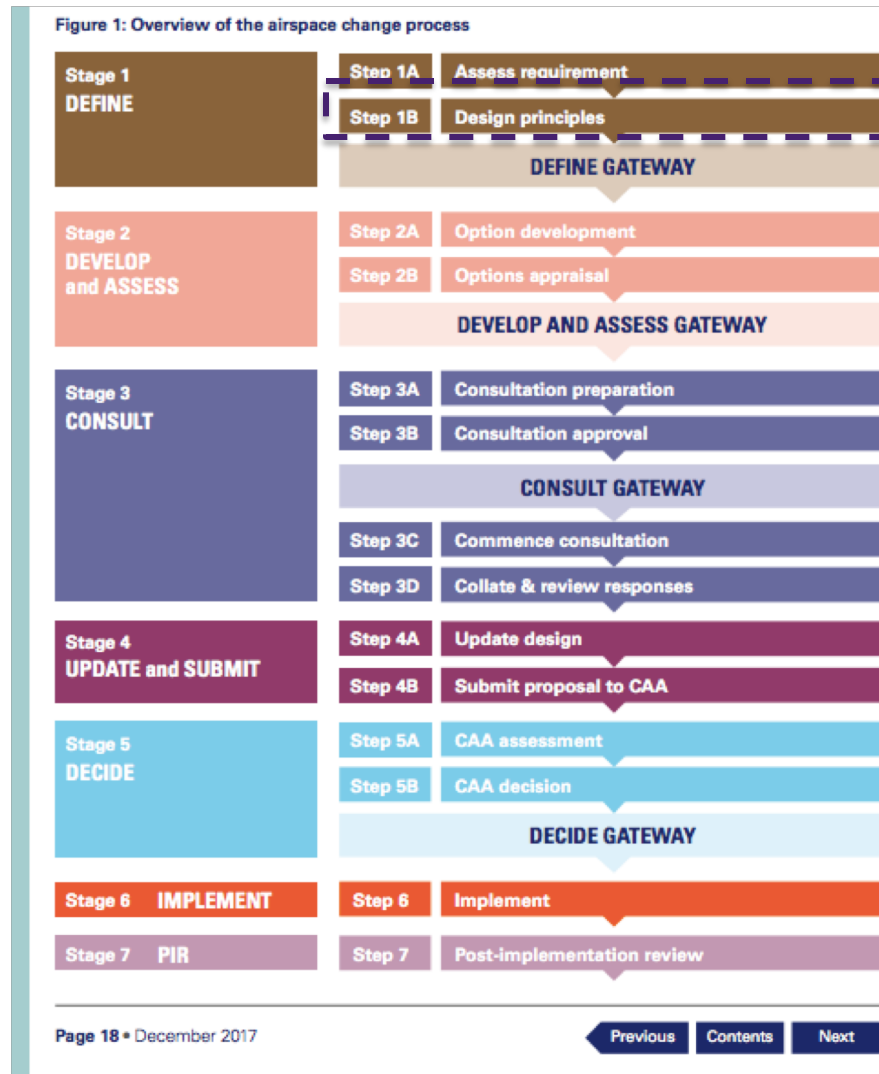 Figure 1: Overview of the airspace change process
Stage 1
DEFINE
Step 1A Assess requirement
Step 1B Design principles
DEFINE GATEWAY
Stage 2
DEVELOP
and ASSESS
Step 2A Option development
Step 2B Options appraisal
DEVELOP AND ASSESS GATEWAY
Stage 3
CONSULT
Step 3A Consultation preparation
Step 3B Consultation approval
CONSULT GATEWAY
Step 3C Commence consultation
Step 3D Collate & review responses
Stage 4
UPDATE and SUBMIT
Step 4A Update design
Step 4B Submit proposal to CAA
Stage 5
DECIDE
Step 5A CAA assessment
Step 5B CAA decision
DECIDE GATEWAY
Stage 6 IMPLEMENT Step 6 Implement
Stage 7 PIR Step 7 Post-implementation review
Page 18 • December 2017 Previous Contents Next